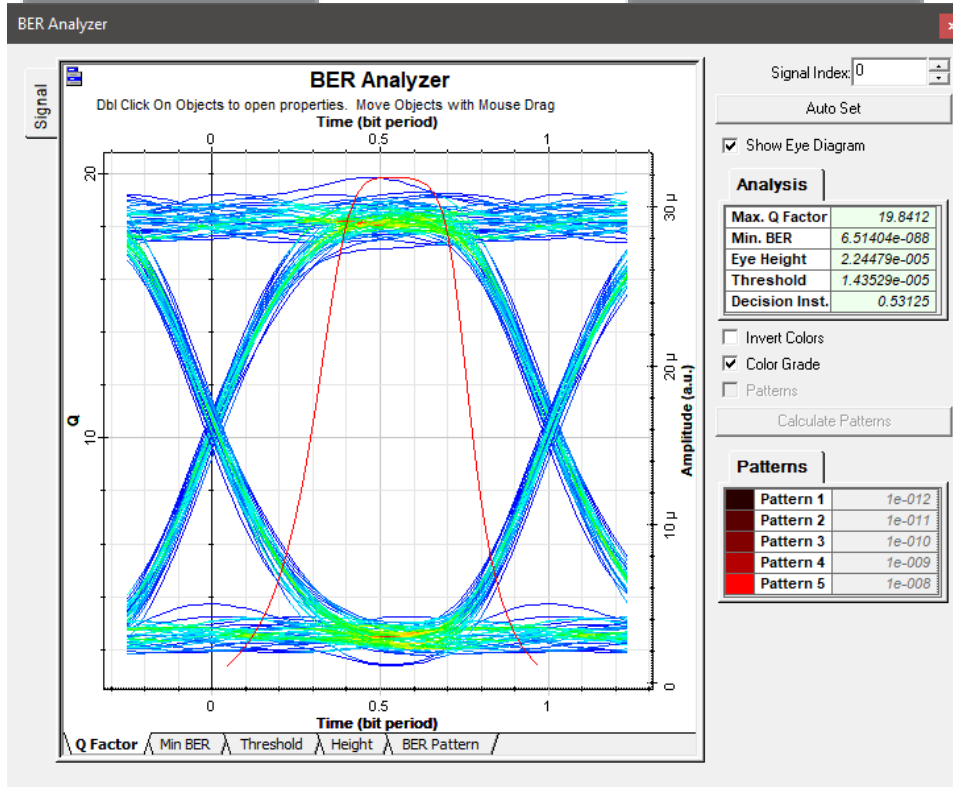 BER Analyzer
Signal
BER Analyzer
Dbl Click On Objects to open properties. Move Objects with Mouse Drag
Time (bit period)
0 0.5 1
20
10
Q
30 µ
20 µ
10 µ
0
Amplitude (a.u.)
0 0.5 1
Time (bit period)
Q Factor Min BER Threshold Height BER Pattern
Signal Index: 0
Auto Set
Show Eye Diagram
Analysis
Max. Q Factor 19.8412
Min. BER 6.51404e-088
Eye Height 2.24479e-005
Threshold 1.43529e-005
Decision Inst. 0.53125
Invert Colors
Color Grade
Patterns
Calculate Patterns
Patterns
Pattern 1 1e-012
Pattern 2 1e-011
Pattern 3 1e-010
Pattern 4 1e-009
Pattern 5 1e-008